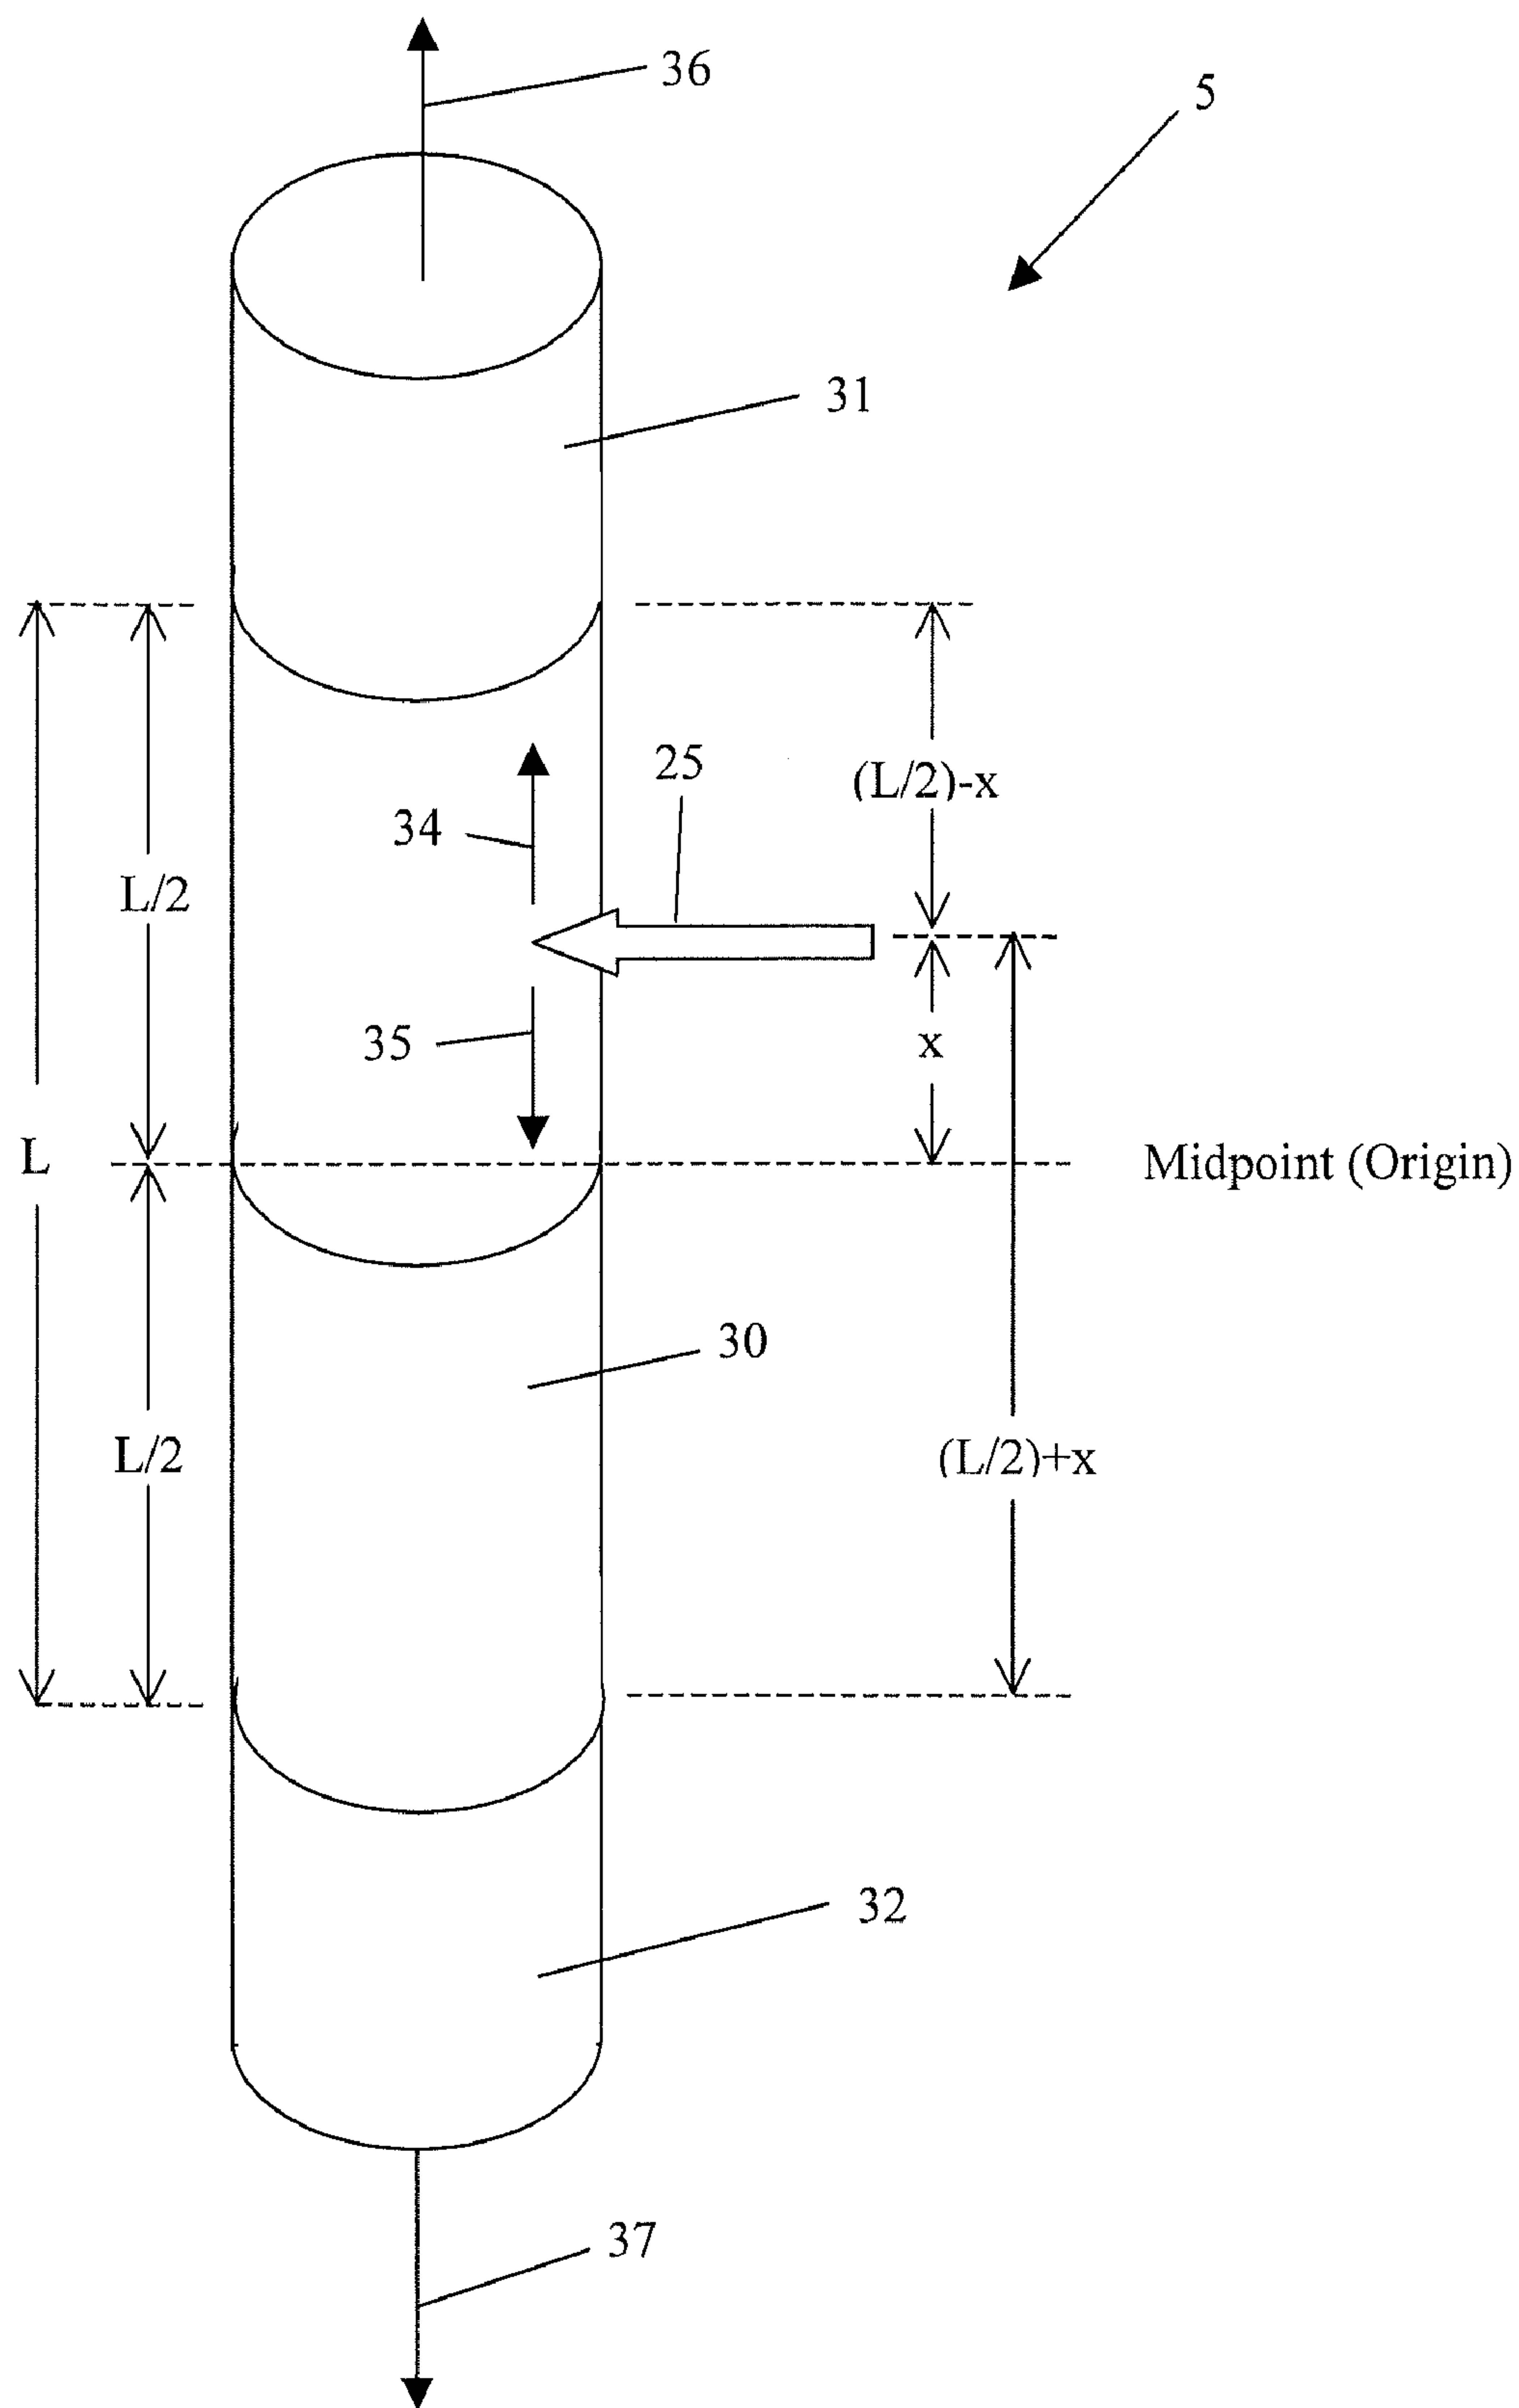 36
5
31
25
(L/2)-x
34
L/2
35
x
L
Midpoint (Origin)
30
L/2
(L/2)+x
32
37